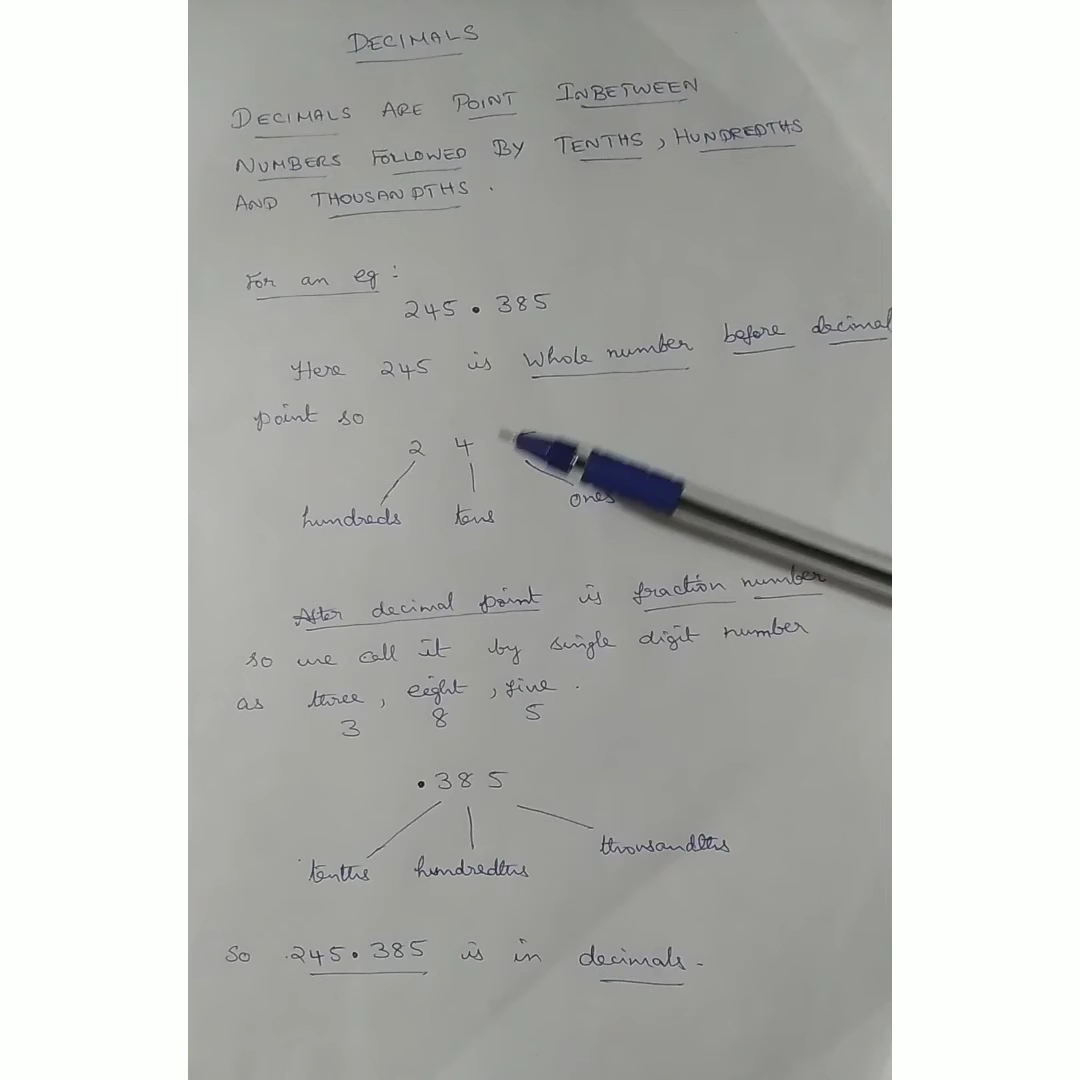 DECIMALS
DECIMALS ARE POINT INBETWEEN
NUMBERS FOLLOWED BY TENTHS, HUNDREDTHS
AND THOUSANDTHS.
For an eg:
245.385
Here 245 is whole number before decimal
point so
2 4
hundreds tens ones
After decimal point is fraction number
so we call it by single digit number
as three, eight, five.
3 8 5
.385
tenths hundredths thousandths
So 245.385 is in decimals.